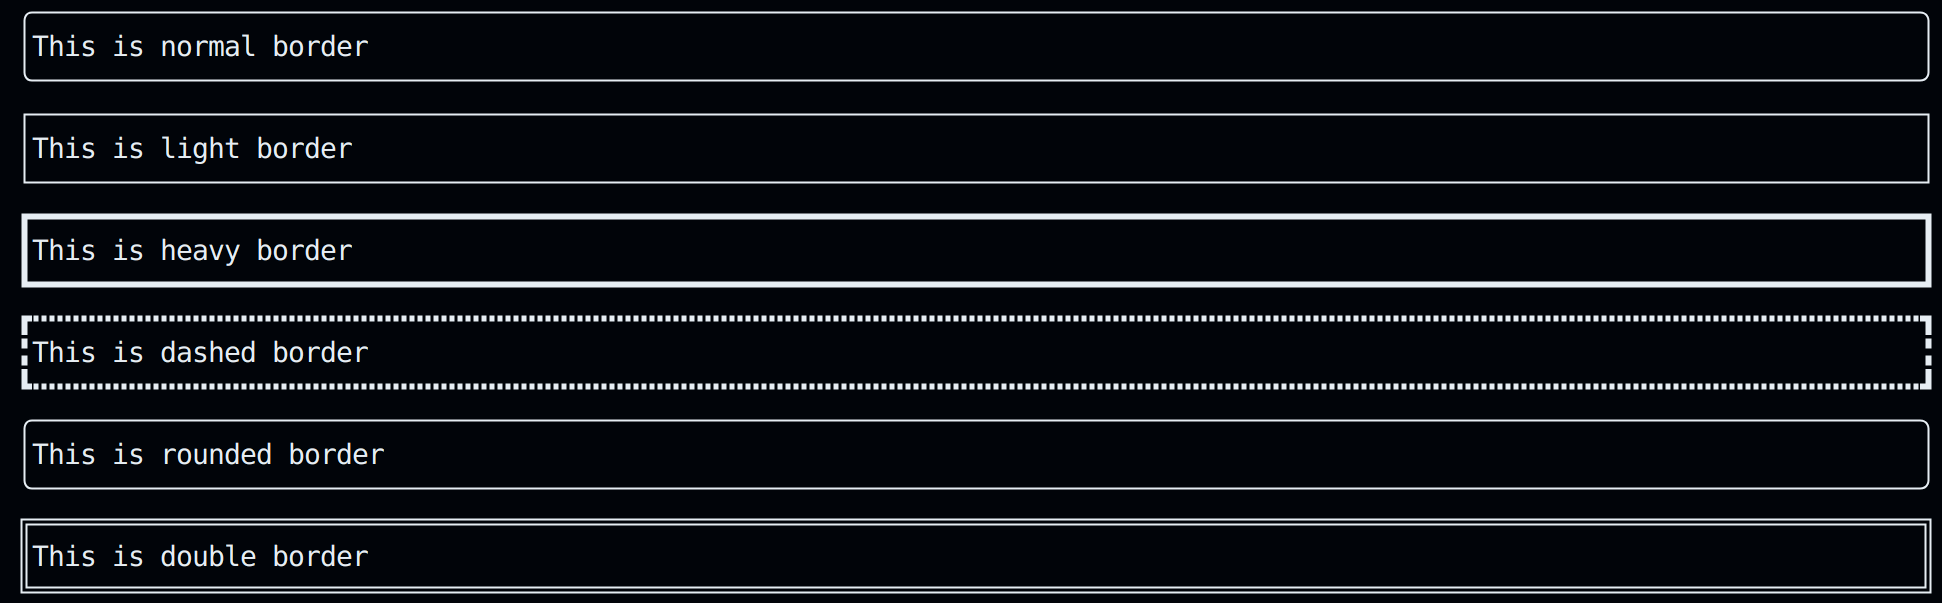 This is normal border
This is light border
This is heavy border
This is dashed border
This is rounded border
This is double border